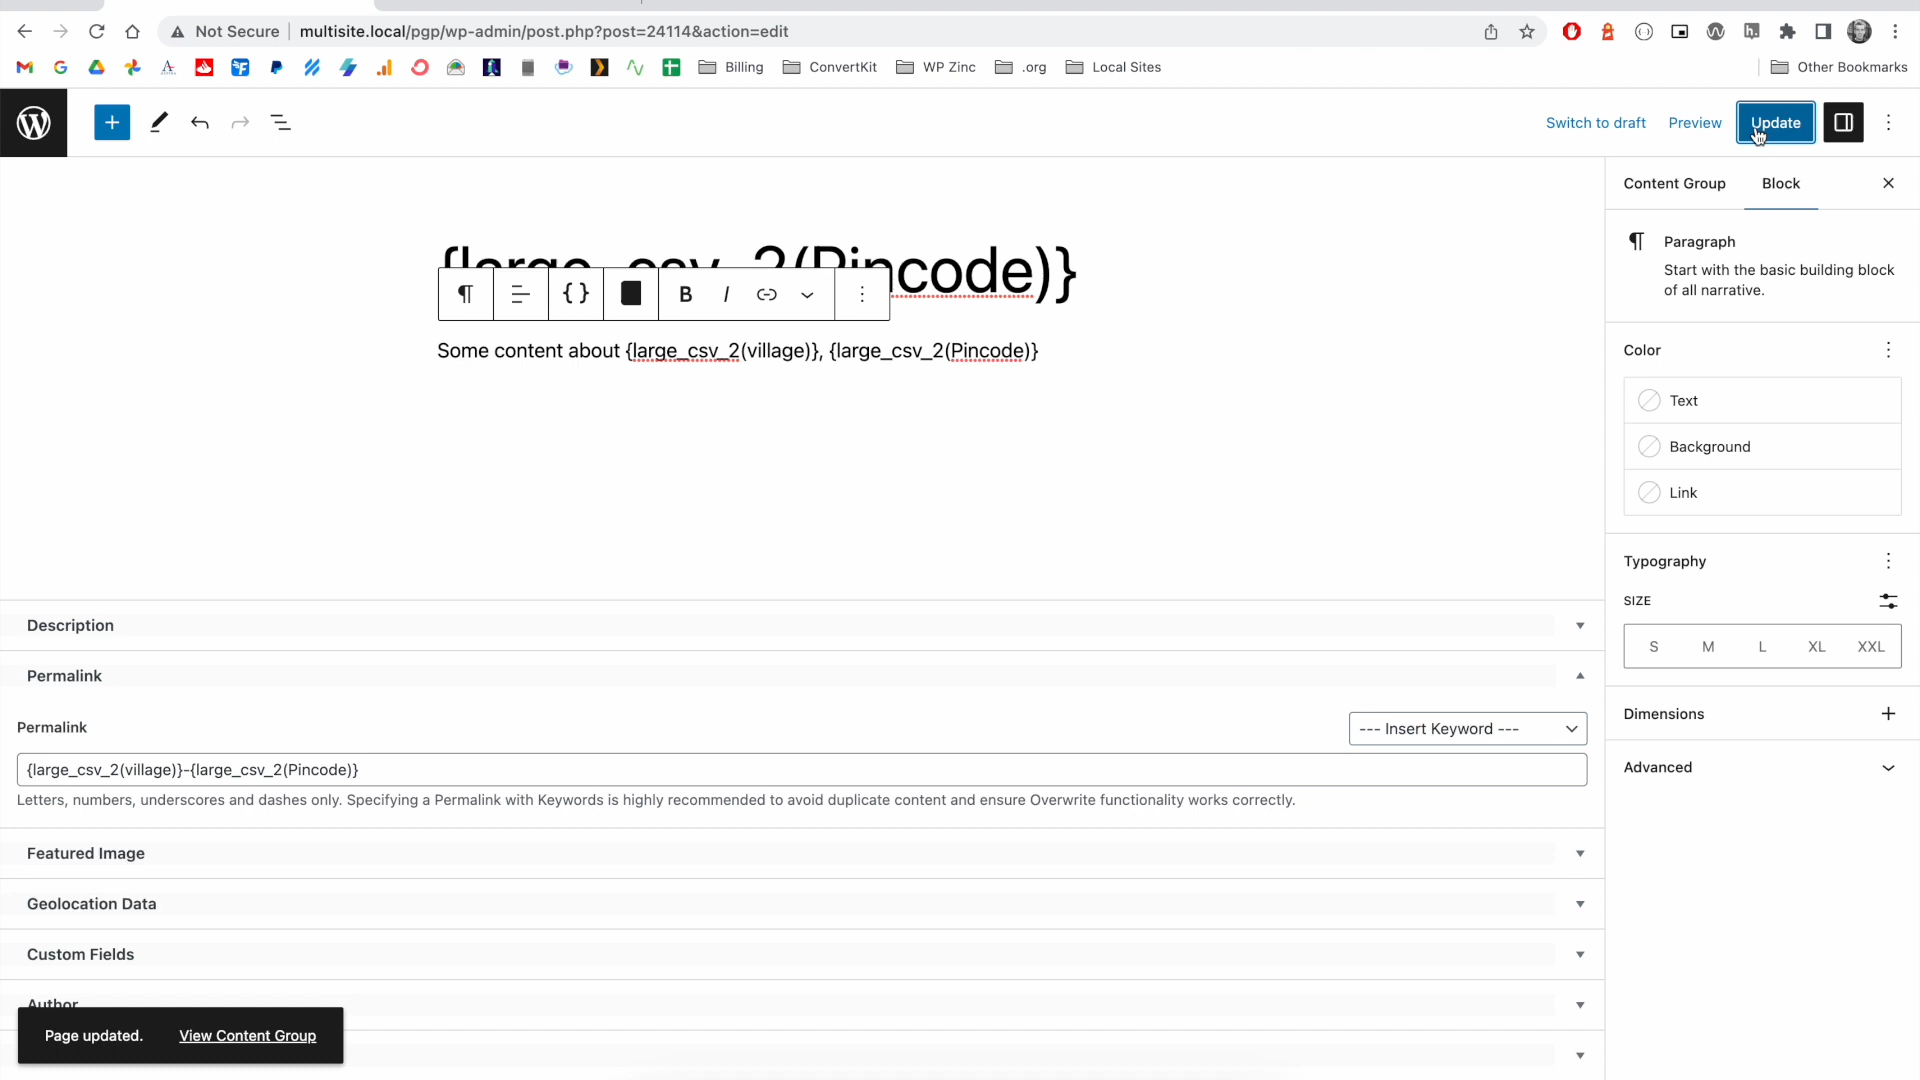 Not Secure multisite.local/pgp/wp-admin/post.php?post=24114&action=edit
Billing ConvertKit WP Zinc .org Local Sites Other Bookmarks
Switch to draft Preview Update
Content Group Block
{large_csv_2(Pincode)}
B I
Some content about {large_csv_2(village)}, {large_csv_2(Pincode)}
Paragraph
Start with the basic building block
of all narrative.
Color
Text
Background
Link
Typography
SIZE
S M L XL XXL
Dimensions
Advanced
Description
Permalink
Permalink --- Insert Keyword ---
{large_csv_2(village)}-{large_csv_2(Pincode)}
Letters, numbers, underscores and dashes only. Specifying a Permalink with Keywords is highly recommended to avoid duplicate content and ensure Overwrite functionality works correctly.
Featured Image
Geolocation Data
Custom Fields
Author
Page updated. View Content Group